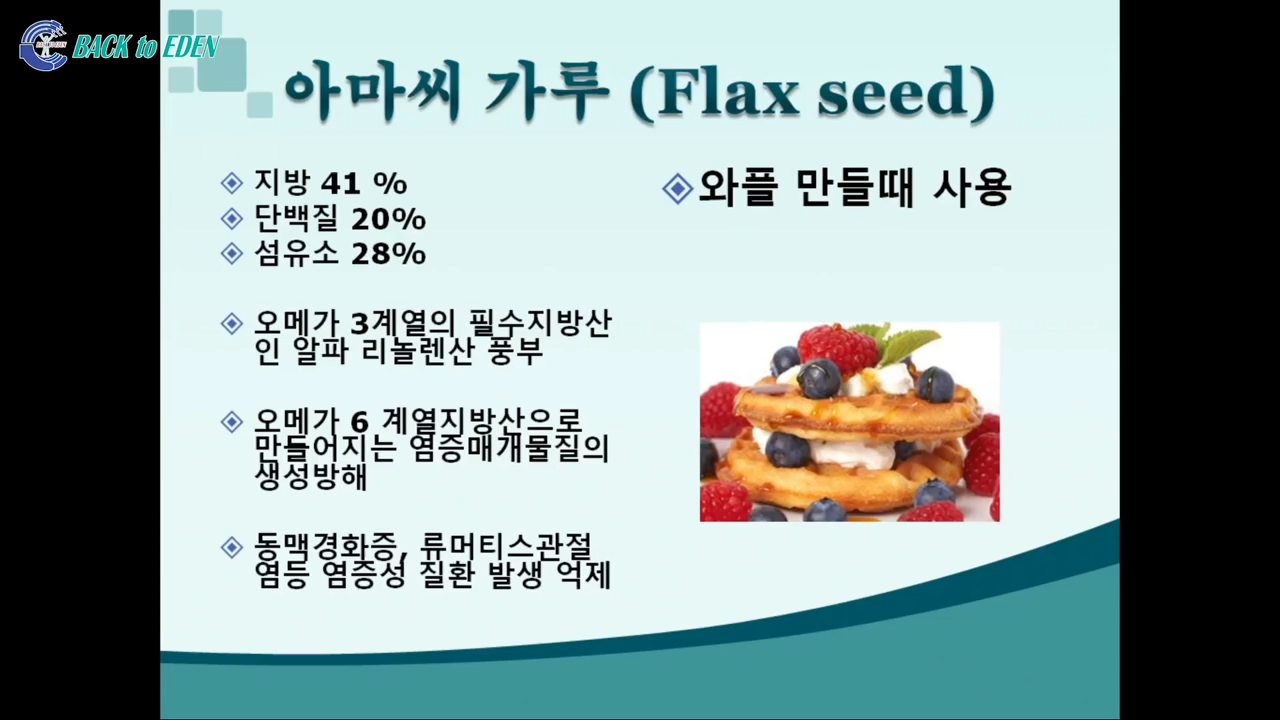 BACK to EDEN
아마씨 가루 (Flax seed)
지방 41 %
단백질 20%
섬유소 28%
오메가 3계열의 필수지방산
인 알파 리놀렌산 풍부
오메가 6 계열지방산으로
만들어지는 염증매개물질의
생성방해
동맥경화증, 류머티스관절
염등 염증성 질환 발생 억제
와플 만들때 사용